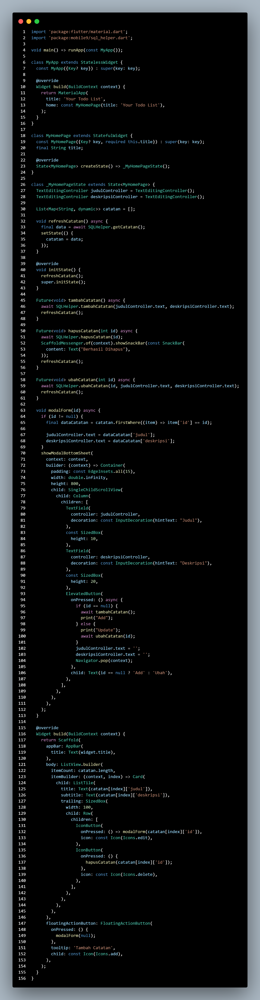 1 import 'package:flutter/material.dart';
2 import 'package:mobile9/sql_helper.dart';
3
4 void main() => runApp(const MyApp());
5
6 class MyApp extends StatelessWidget {
7   const MyApp({Key? key}) : super(key: key);
8
9   @override
10   Widget build(BuildContext context) {
11     return MaterialApp(
12       title: 'Your Todo List',
13       home: const MyHomePage(title: 'Your Todo List'),
14     );
15   }
16 }
17
18 class MyHomePage extends StatefulWidget {
19   const MyHomePage({Key? key, required this.title}) : super(key: key);
20   final String title;
21
22   @override
23   State<MyHomePage> createState() => _MyHomePageState();
24 }
25
26 class _MyHomePageState extends State<MyHomePage> {
27   TextEditingController judulController = TextEditingController();
28   TextEditingController deskripsiController = TextEditingController();
29
30   List<Map<String, dynamic>> catatan = [];
31
32   void refreshCatatan() async {
33     final data = await SQLHelper.getCatatan();
34     setState(() {
35       catatan = data;
36     });
37   }
38
39   @override
40   void initState() {
41     refreshCatatan();
42     super.initState();
43   }
44
45   Future<void> tambahCatatan() async {
46     await SQLHelper.tambahCatatan(judulController.text, deskripsiController.text);
47     refreshCatatan();
48   }
49
50   Future<void> hapusCatatan(int id) async {
51     await SQLHelper.hapusCatatan(id);
52     ScaffoldMessenger.of(context).showSnackBar(const SnackBar(
53       content: Text("Berhasil Dihapus"),
54     ));
55     refreshCatatan();
56   }
57
58   Future<void> ubahCatatan(int id) async {
59     await SQLHelper.ubahCatatan(id, judulController.text, deskripsiController.text);
60     refreshCatatan();
61   }
62
63   void modalForm(id) async {
64     if (id != null) {
65       final dataCatatan = catatan.firstWhere((item) => item['id'] == id);
66
67       judulController.text = dataCatatan['judul'];
68       deskripsiController.text = dataCatatan['deskripsi'];
69     }
70     showModalBottomSheet(
71       context: context,
72       builder: (context) => Container(
73         padding: const EdgeInsets.all(15),
74         width: double.infinity,
75         height: 800,
76         child: SingleChildScrollView(
77           child: Column(
78             children: [
79               TextField(
80                 controller: judulController,
81                 decoration: const InputDecoration(hintText: "Judul"),
82               ),
83               const SizedBox(
84                 height: 10,
85               ),
86               TextField(
87                 controller: deskripsiController,
88                 decoration: const InputDecoration(hintText: "Deskripsi"),
89               ),
90               const SizedBox(
91                 height: 20,
92               ),
93               ElevatedButton(
94                 onPressed: () async {
95                   if (id == null) {
96                     await tambahCatatan();
97                     print("Add");
98                   } else {
99                     print("Update");
100                     await ubahCatatan(id);
101                   }
102                   judulController.text = '';
103                   deskripsiController.text = '';
104                   Navigator.pop(context);
105                 },
106                 child: Text(id == null ? 'Add' : 'Ubah'),
107               ),
108             ],
109           ),
110         ),
111       ),
112     );
113   }
114
115   @override
116   Widget build(BuildContext context) {
117     return Scaffold(
118       appBar: AppBar(
119         title: Text(widget.title),
120       ),
121       body: ListView.builder(
122         itemCount: catatan.length,
123         itemBuilder: (context, index) => Card(
124           child: ListTile(
125             title: Text(catatan[index]['judul']),
126             subtitle: Text(catatan[index]['deskripsi']),
127             trailing: SizedBox(
128               width: 100,
129               child: Row(
130                 children: [
131                   IconButton(
132                     onPressed: () => modalForm(catatan[index]['id']),
133                     icon: const Icon(Icons.edit),
134                   ),
135                   IconButton(
136                     onPressed: () {
137                       hapusCatatan(catatan[index]['id']);
138                     },
139                     icon: const Icon(Icons.delete),
140                   ),
141                 ],
142               ),
143             ),
144           ),
145         ),
146       ),
147       floatingActionButton: FloatingActionButton(
148         onPressed: () {
149           modalForm(null);
150         },
151         tooltip: 'Tambah Catatan',
152         child: const Icon(Icons.add),
153       ),
154     );
155   }
156 }